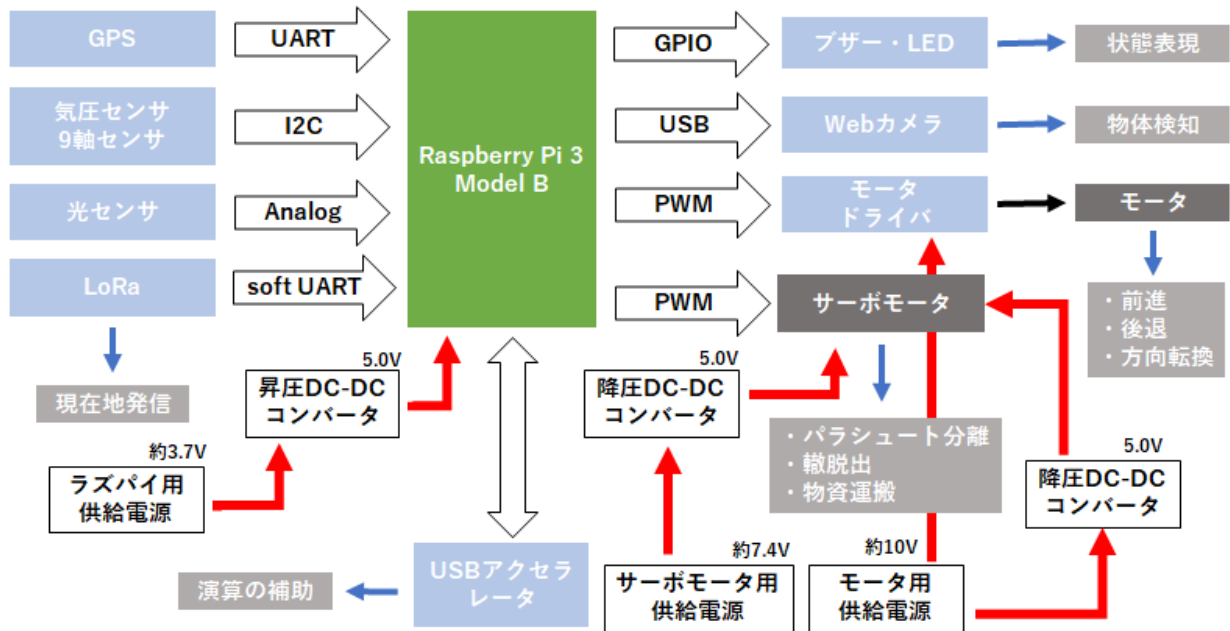 GPS
UART
GPIO
ブザー・LED
状態表現
気圧センサ
9軸センサ
I2C
Raspberry Pi 3
Model B
USB
Webカメラ
物体検知
光センサ
Analog
PWM
モータ
ドライバ
モータ
LoRa
soft UART
PWM
サーボモータ
・前進
・後退
・方向転換
現在地発信
5.0V
昇圧DC-DC
コンバータ
5.0V
降圧DC-DC
コンバータ
・パラシュート分離
・轍脱出
・物資運搬
約3.7V
ラズパイ用
供給電源
5.0V
降圧DC-DC
コンバータ
演算の補助
USBアクセラ
レータ
約7.4V
サーボモータ用
供給電源
約10V
モータ用
供給電源